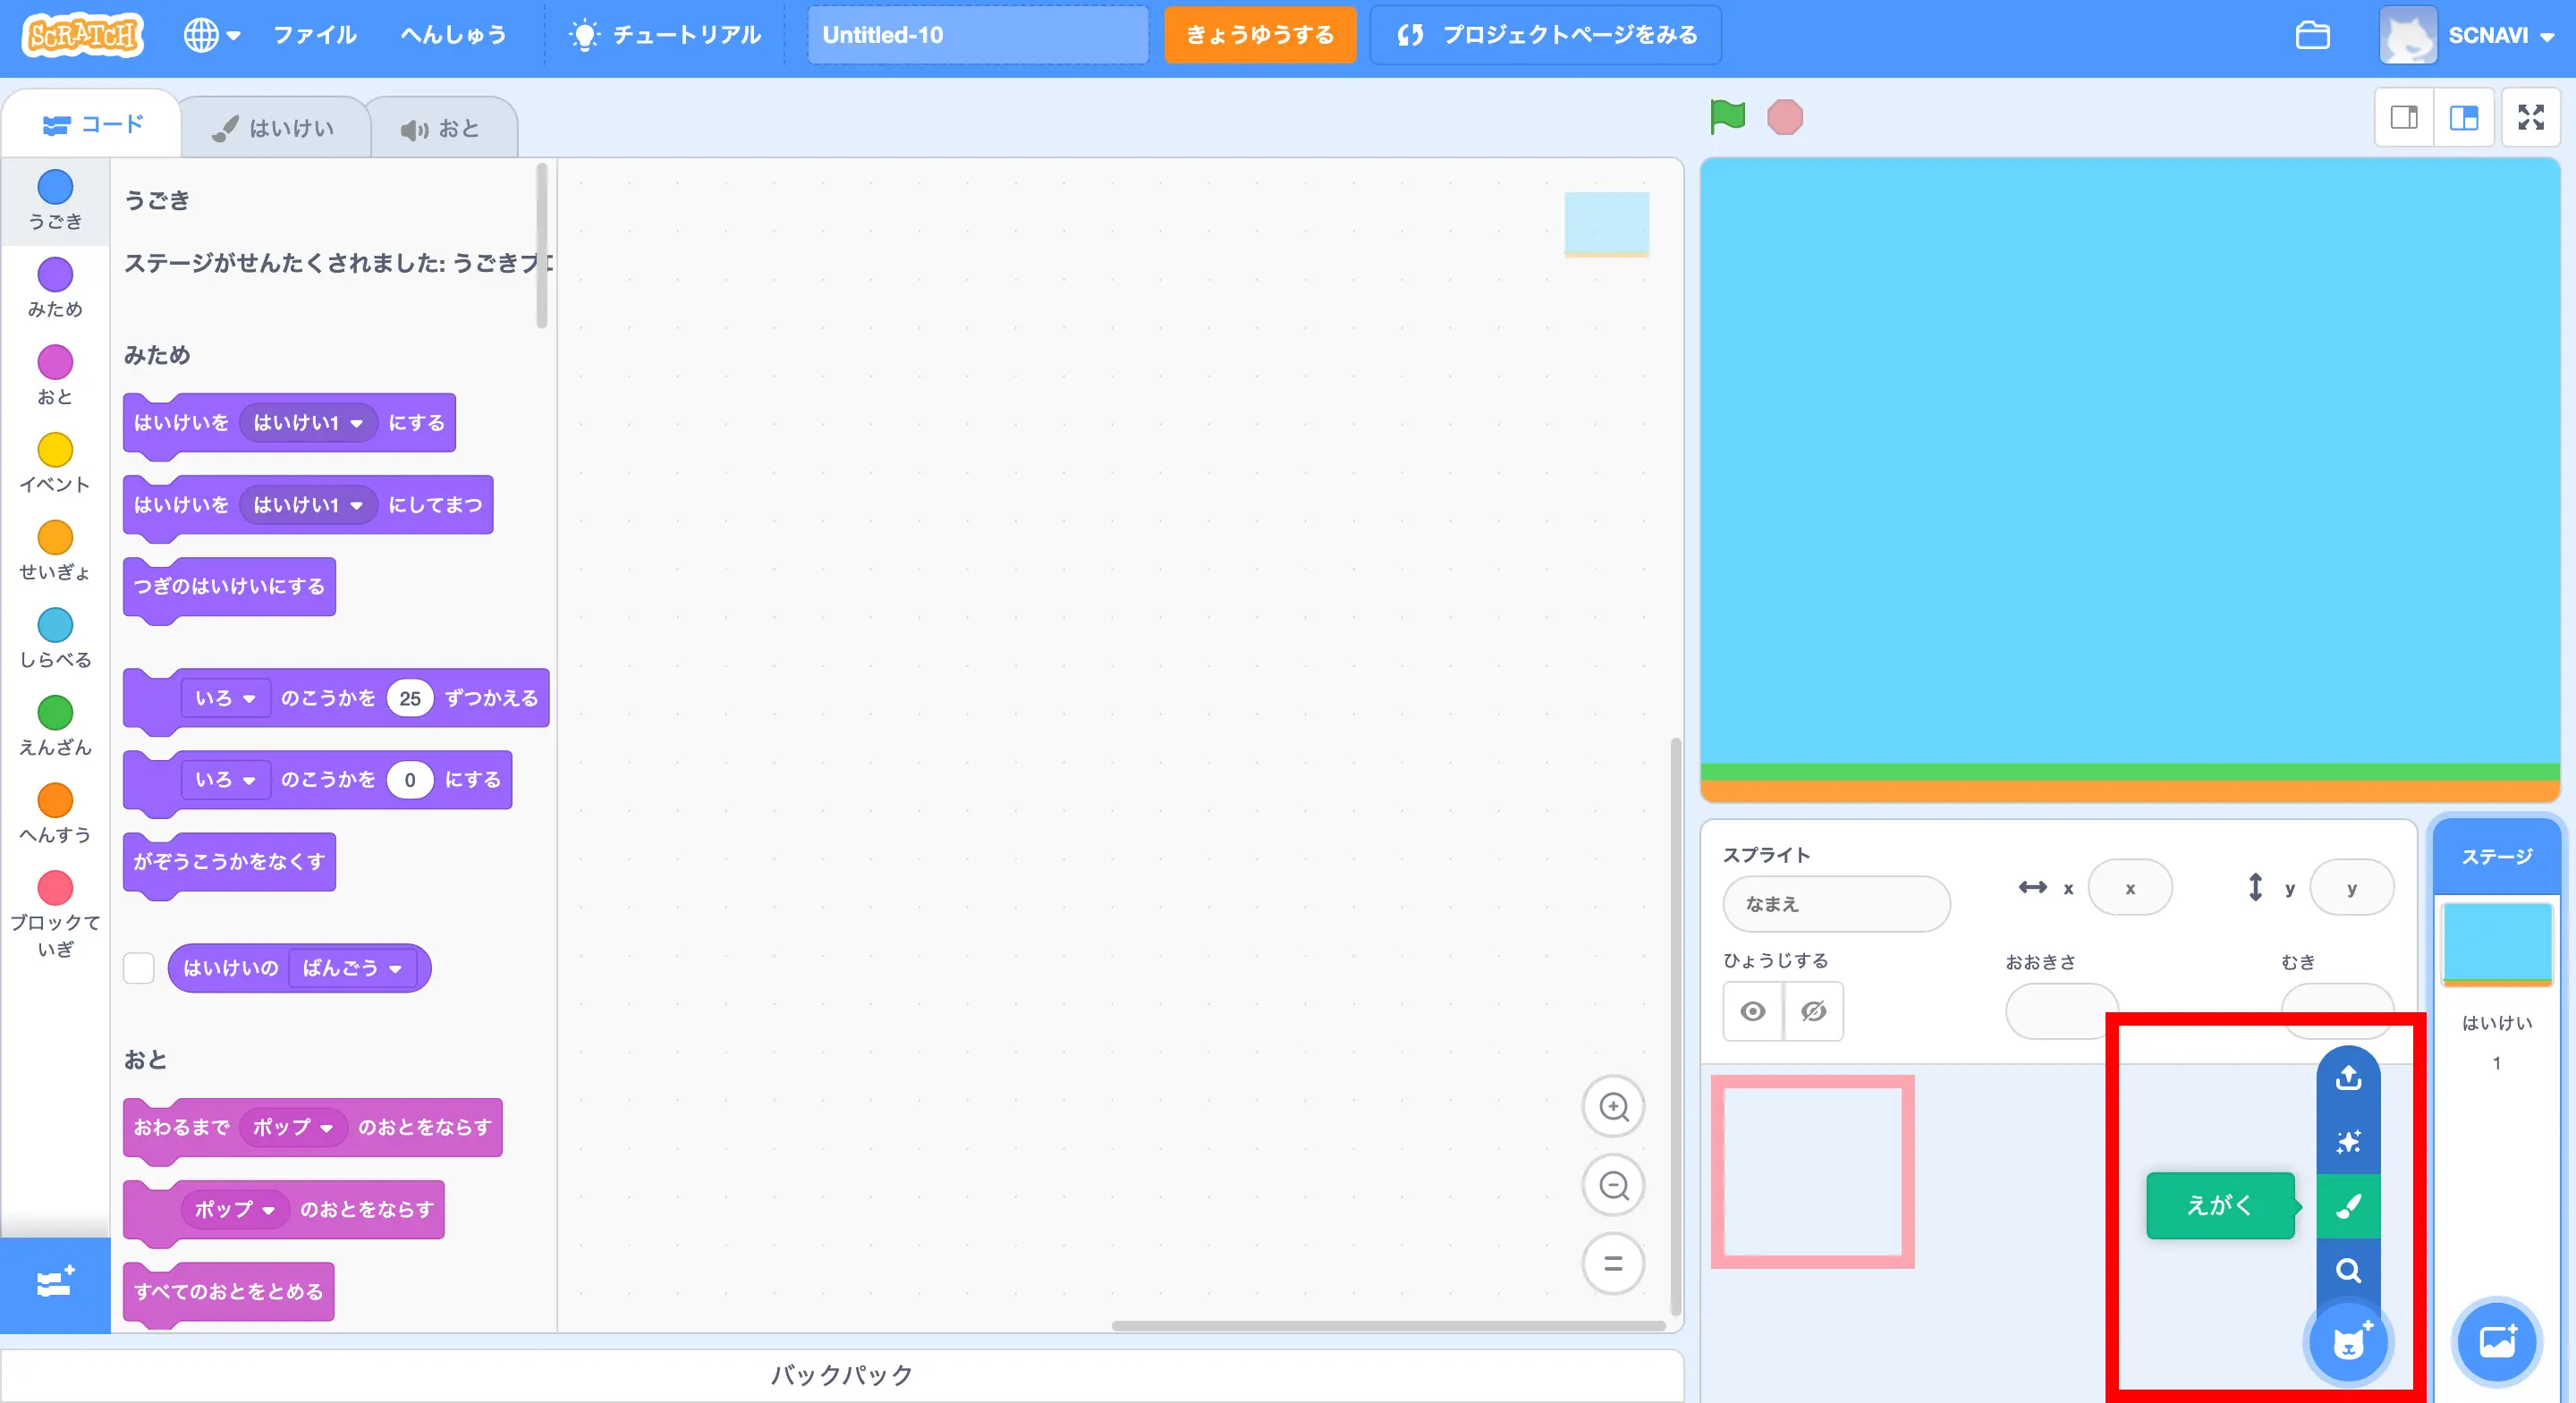 SCRATCH
ファイル
へんしゅう
チュートリアル
Untitled-10
きょうゆうする
プロジェクトページをみる
SCNAVI
コード
はいけい
おと
うごき
みため
おと
イベント
せいぎょ
しらべる
えんざん
へんすう
ブロックて
いぎ
うごき
ステージがせんたくされました: うごきブロ
みため
はいけいを はいけい1 にする
はいけいを はいけい1 にしてまつ
つぎのはいけいにする
いろ のこうかを 25 ずつかえる
いろ のこうかを 0 にする
がぞうこうかをなくす
はいけいの ばんごう
おと
おわるまで ポップ のおとをならす
ポップ のおとをならす
すべてのおとをとめる
バックパック
スプライト
なまえ
x x
y y
ひょうじする
おおきさ
むき
えがく
ステージ
はいけい
1